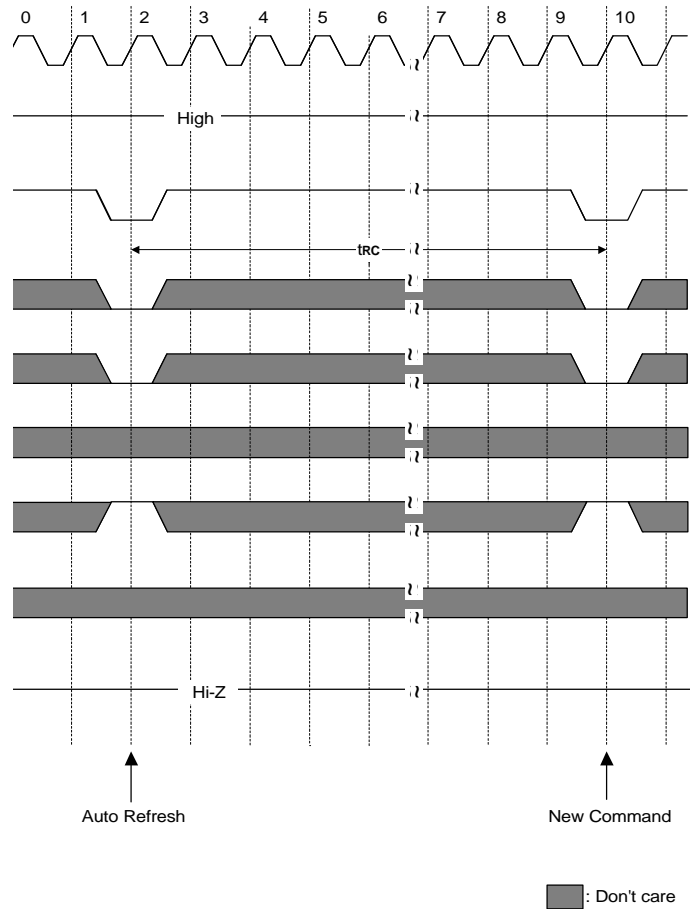 0 1 2 3 4 5 6 7 8 9 10
High
tRC
Hi-Z
Auto Refresh New Command
: Don't care